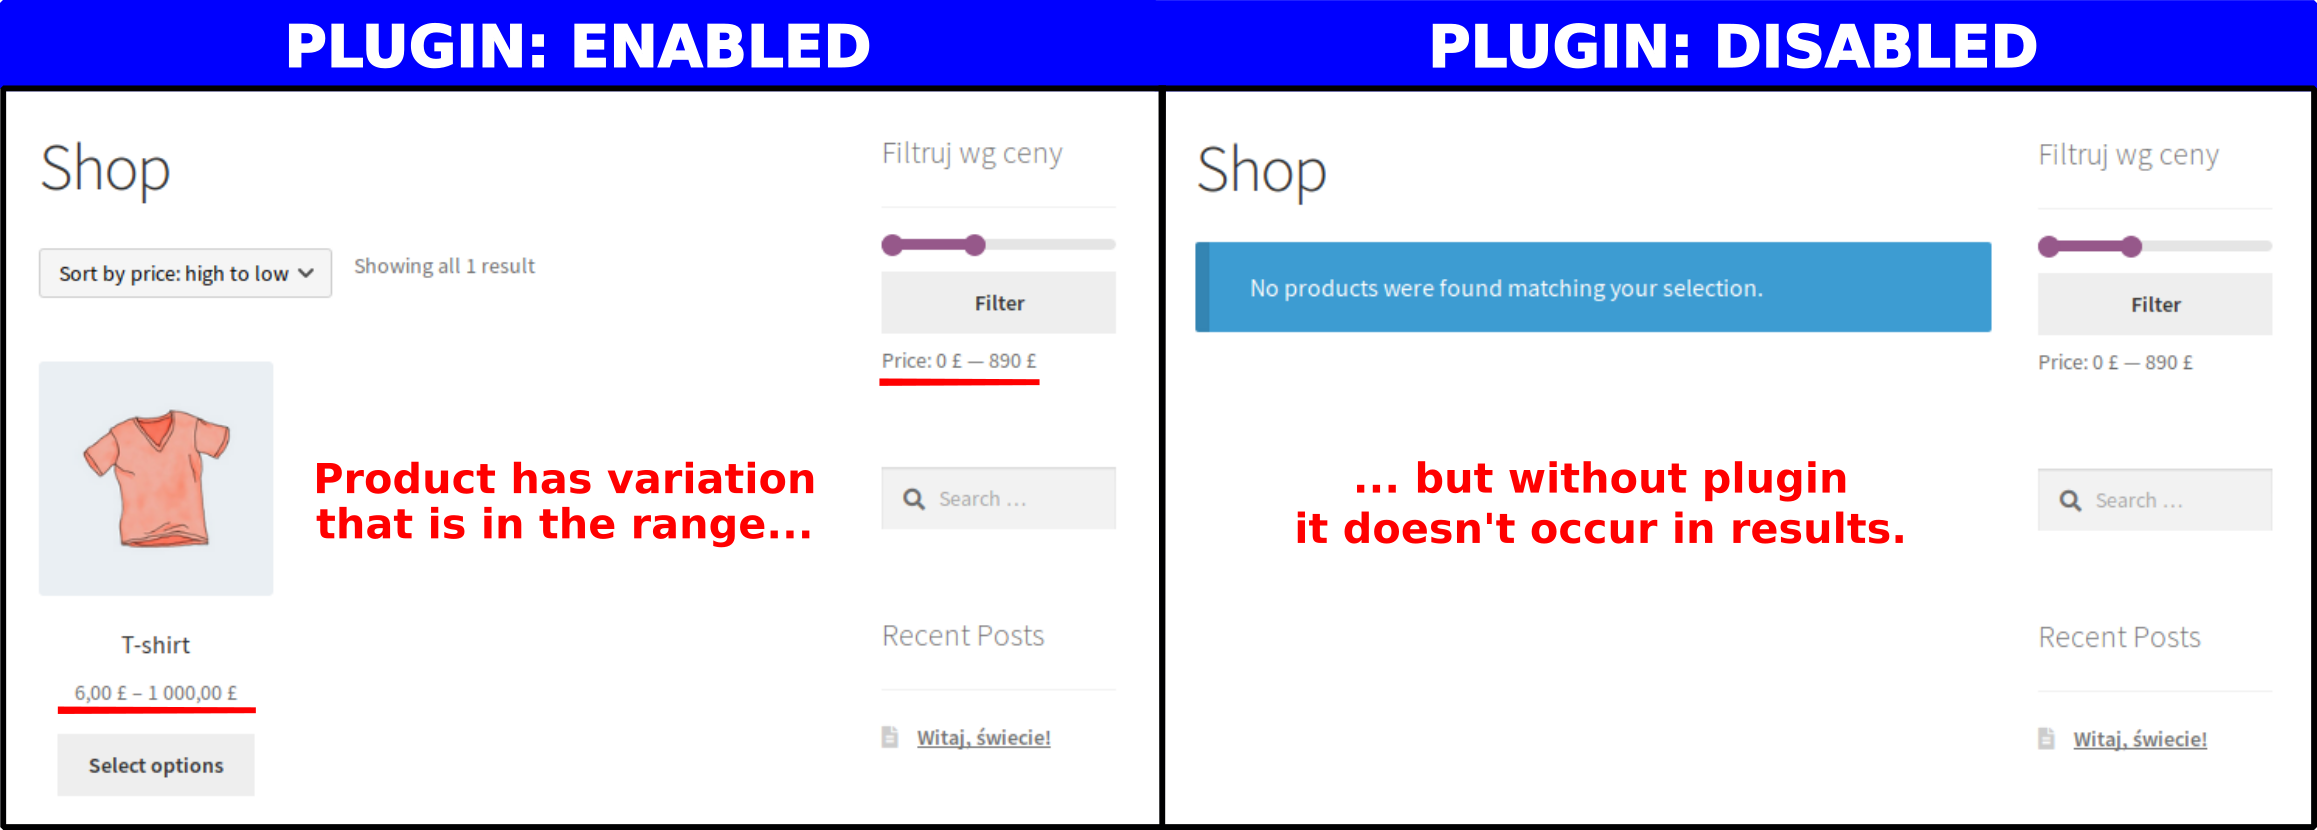 PLUGIN: ENABLED
Shop
Filtruj wg ceny
Sort by price: high to low
Showing all 1 result
Filter
Price: 0 £ — 890 £
Product has variation
that is in the range...
Search …
T-shirt
6,00 £ – 1 000,00 £
Select options
Recent Posts
Witaj, świecie!
PLUGIN: DISABLED
Shop
Filtruj wg ceny
No products were found matching your selection.
Filter
Price: 0 £ — 890 £
... but without plugin
it doesn't occur in results.
Search …
Recent Posts
Witaj, świecie!